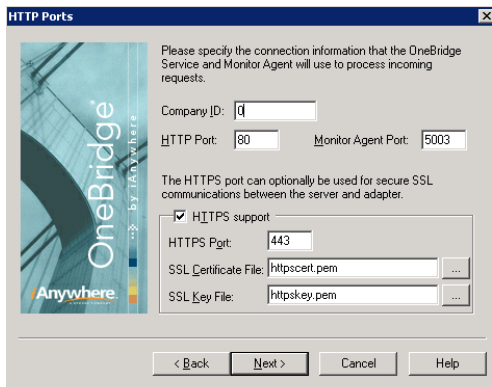 HTTP Ports
Please specify the connection information that the OneBridge
Service and Monitor Agent will use to process incoming
requests.
Company ID: 0
HTTP Port: 80 Monitor Agent Port: 5003
The HTTPS port can optionally be used for secure SSL
communications between the server and adapter.
HTTPS support
HTTPS Port: 443
SSL Certificate File: httpscert.pem ...
SSL Key File: httpskey.pem ...
OneBridge
by iAnywhere
iAnywhere
< Back Next > Cancel Help